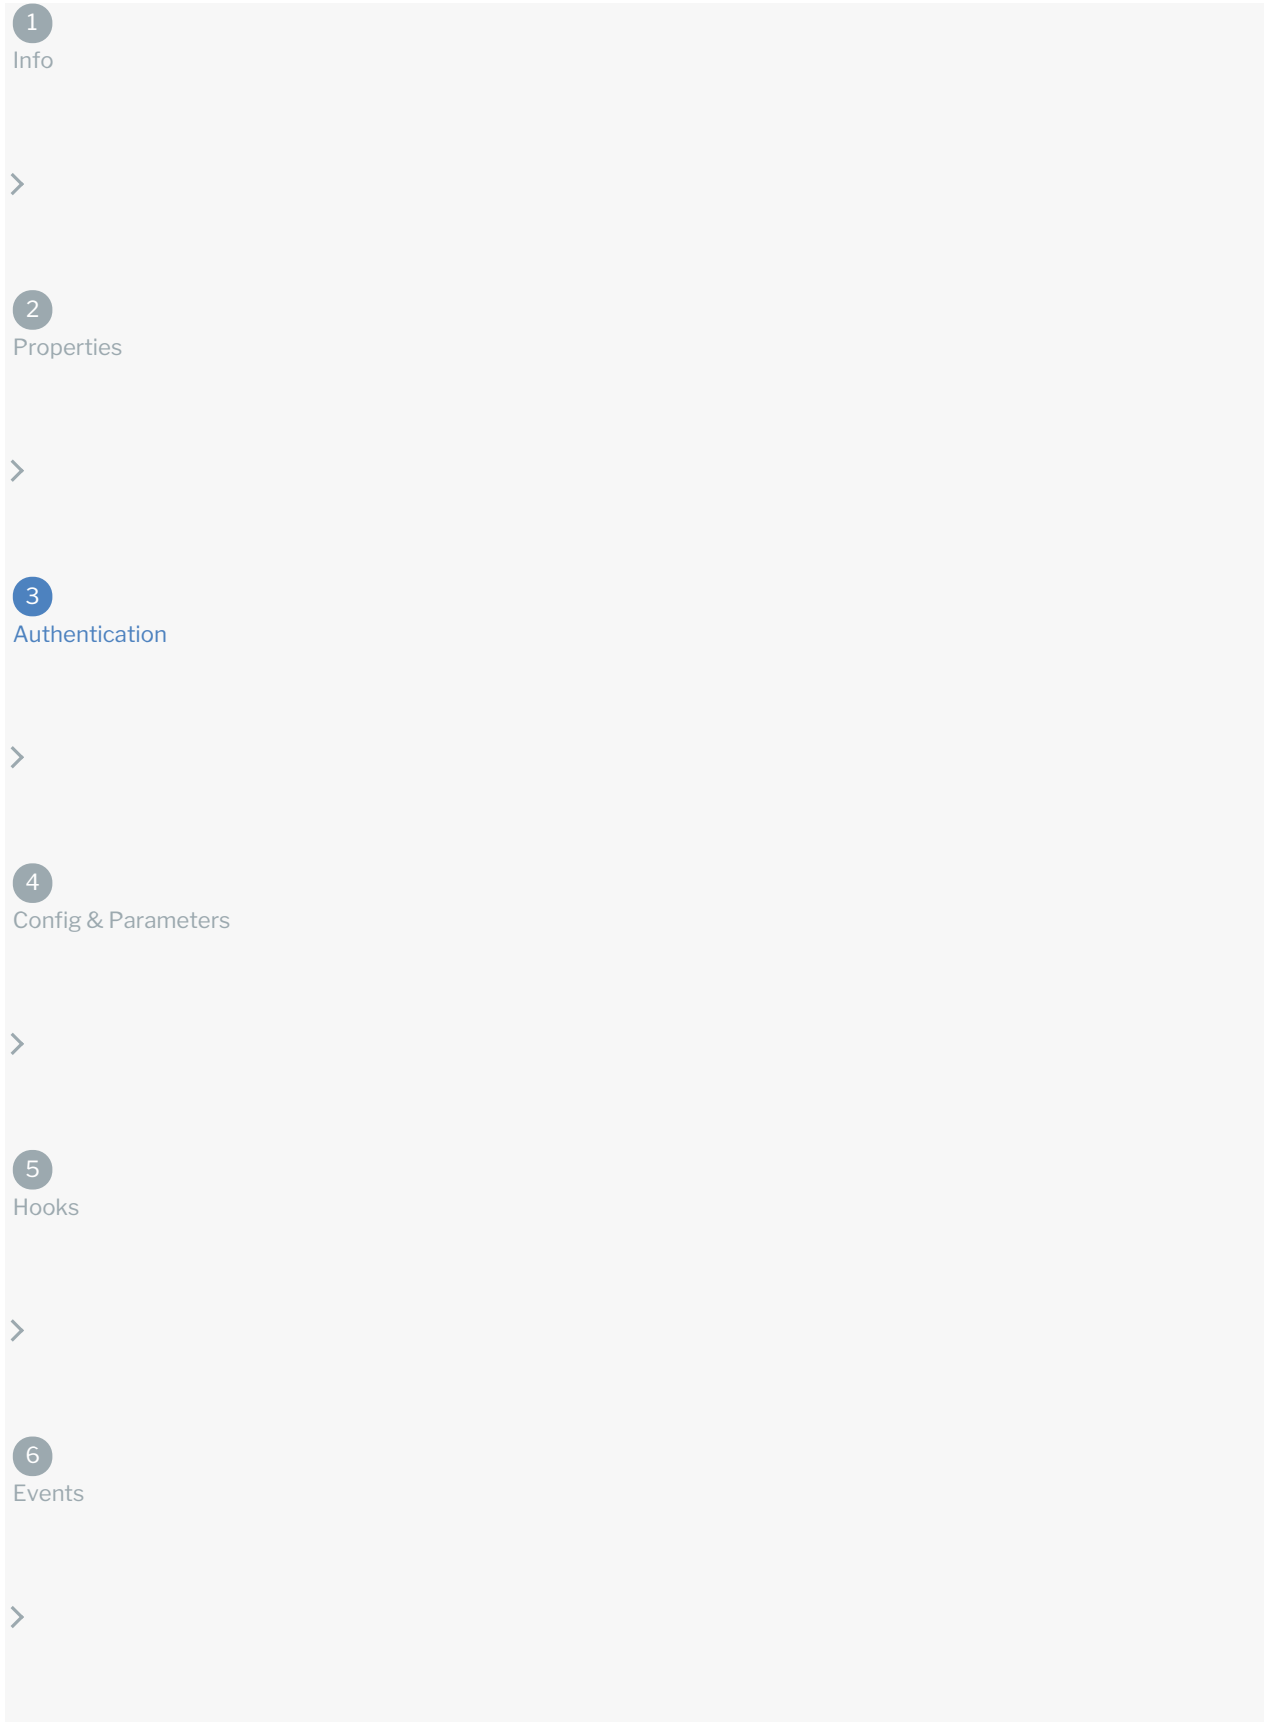 1
Info
2
Properties
3
Authentication
4
Config & Parameters
5
Hooks
6
Events